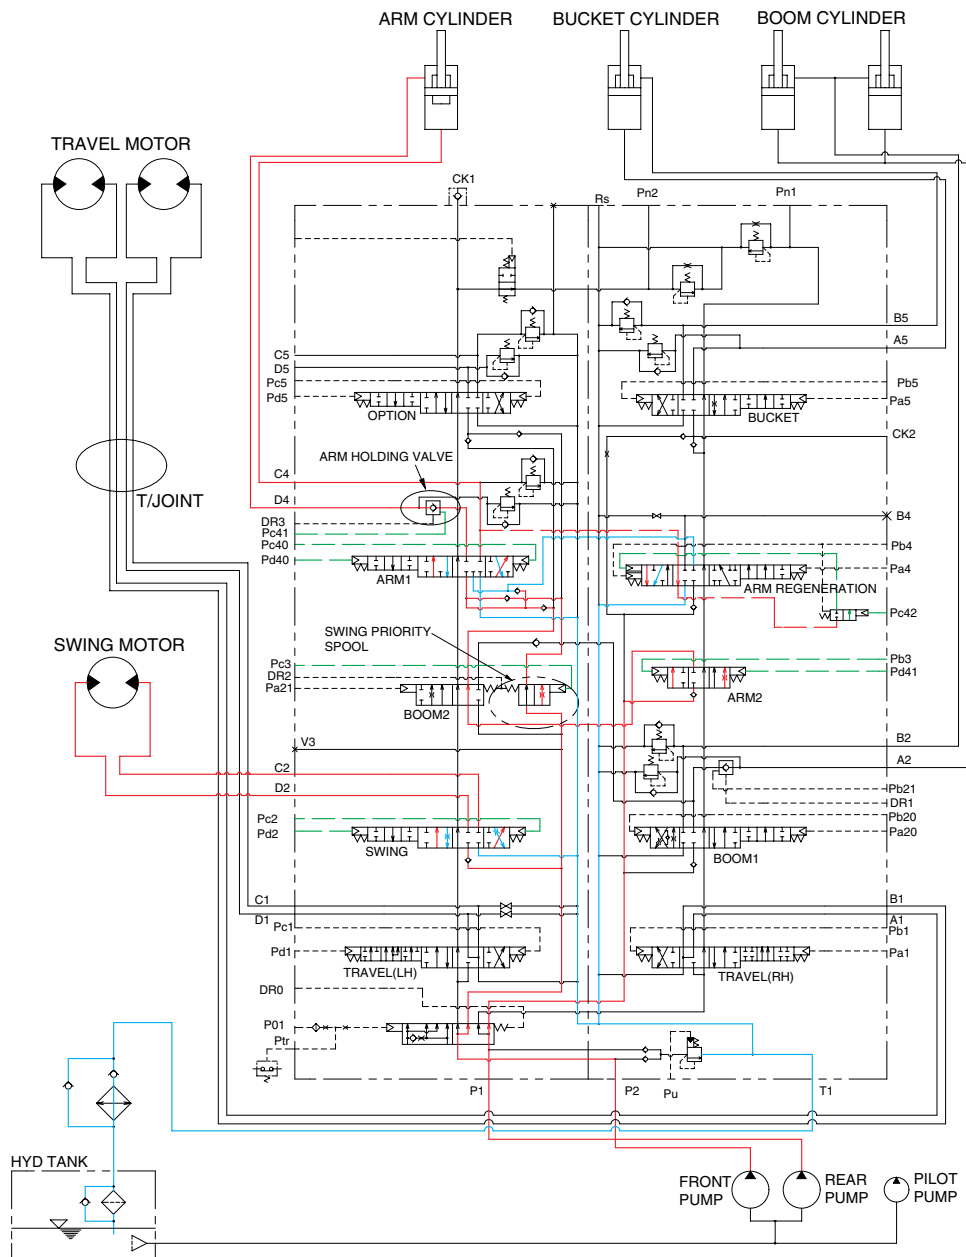 ARM CYLINDER
BUCKET CYLINDER
BOOM CYLINDER
TRAVEL MOTOR
CK1
Rs
Pn2
Pn1
B5
A5
C5
D5
Pc5
Pd5
OPTION
Pb5
Pa5
BUCKET
CK2
ARM HOLDING VALVE
C4
D4
T/JOINT
DR3
Pc41
Pc40
Pd40
ARM1
B4
Pb4
Pa4
ARM REGENERATION
Pc42
SWING MOTOR
SWING PRIORITY
SPOOL
Pc3
DR2
Pa21
BOOM2
Pb3
Pd41
ARM2
V3
B2
C2
A2
D2
Pb21
DR1
Pc2
Pd2
SWING
Pb20
Pa20
BOOM1
C1
D1
Pc1
Pd1
TRAVEL(LH)
B1
A1
Pb1
Pa1
TRAVEL(RH)
DR0
P01
Ptr
P1
P2
Pu
T1
HYD TANK
FRONT
PUMP
REAR
PUMP
PILOT
PUMP